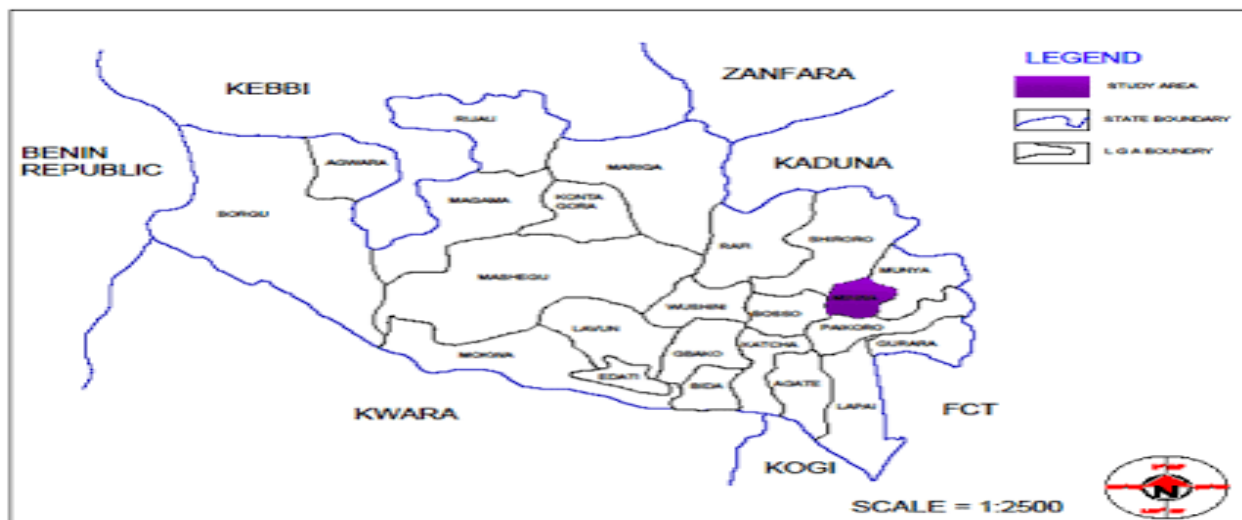 LEGEND
ZANFARA
KEBBI
STUDY AREA
RIJAU
STATE BOUNDARY
BENIN
REPUBLIC
AGWARA
MARIGA
KADUNA
L G A BOUNDRY
MAGAMA
KONTA
GORA
BORGU
RAFI
SHIRORO
MUNYA
MASHEGU
WUSHINI
BOSSO
LAVUN
PAIKORO
MOKWA
GBAKO
KATCHA
GURARA
EDATI
BIDA
AGATE
LAPAI
KWARA
FCT
KOGI
N
SCALE = 1:2500